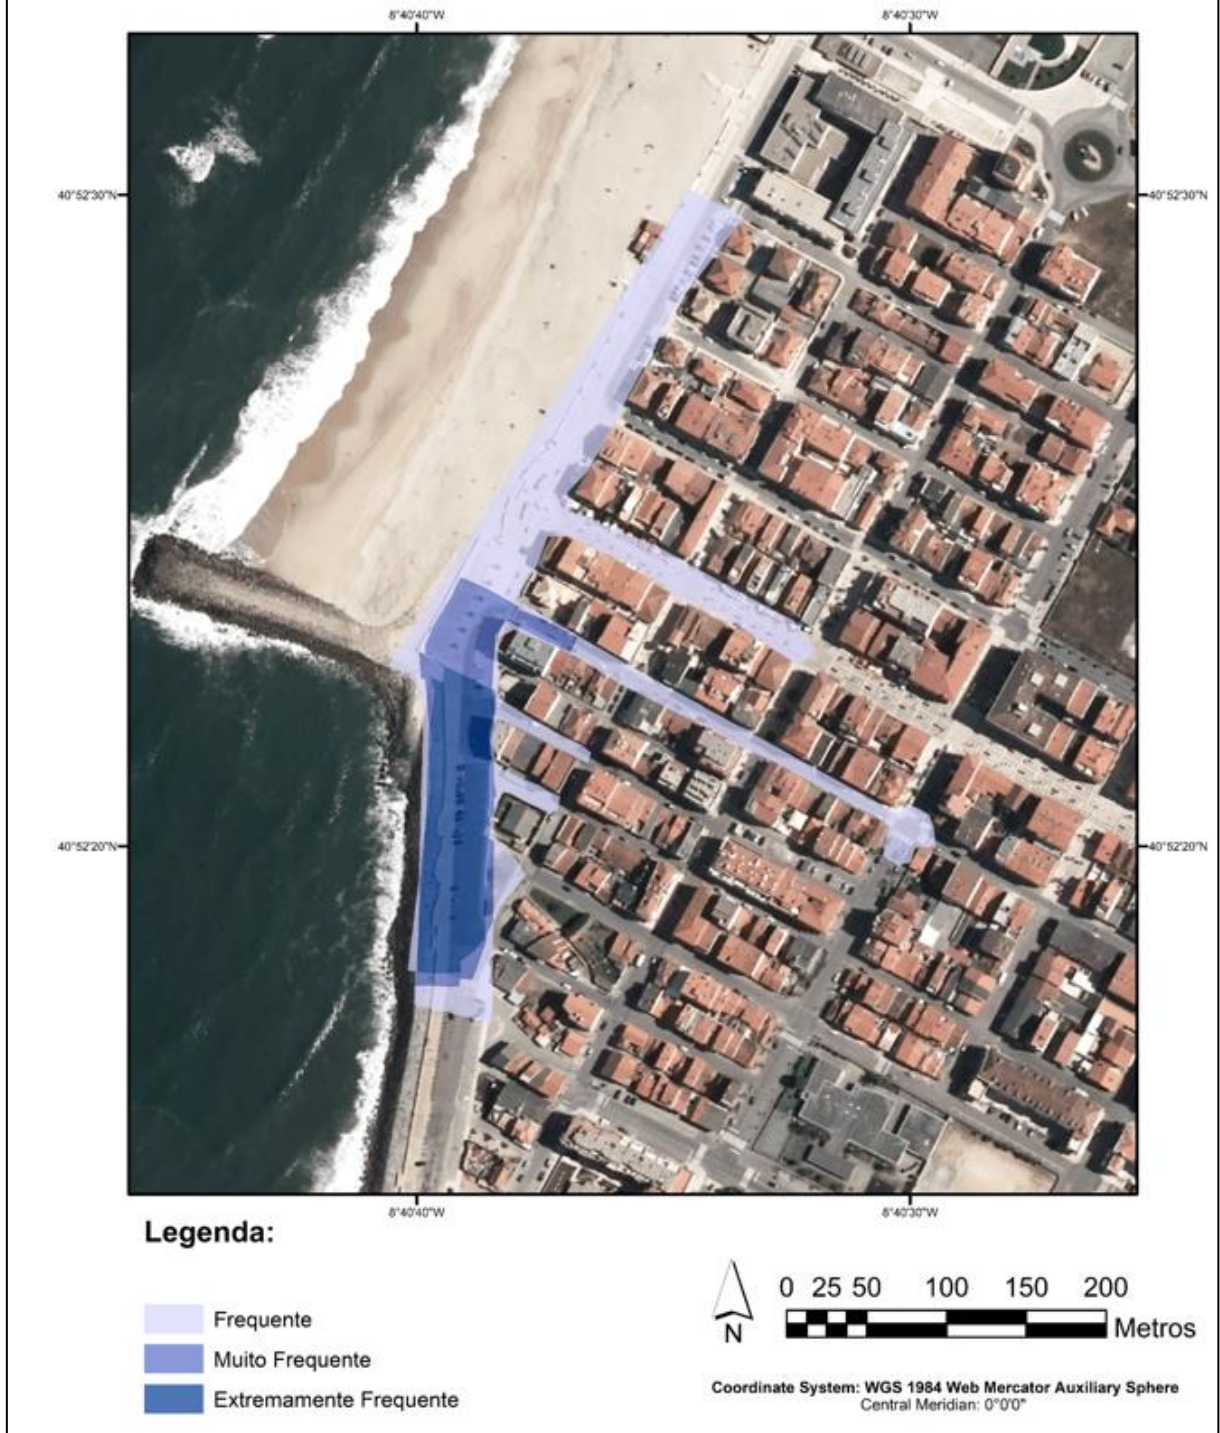 8°40'40"W 8°40'30"W
40°52'30"N 40°52'30"N
40°52'20"N 40°52'20"N
8°40'40"W 8°40'30"W
Legenda:
Frequente
Muito Frequente
Extremamente Frequente
N
0 25 50 100 150 200
Metros
Coordinate System: WGS 1984 Web Mercator Auxiliary Sphere
Central Meridian: 0°0'0"